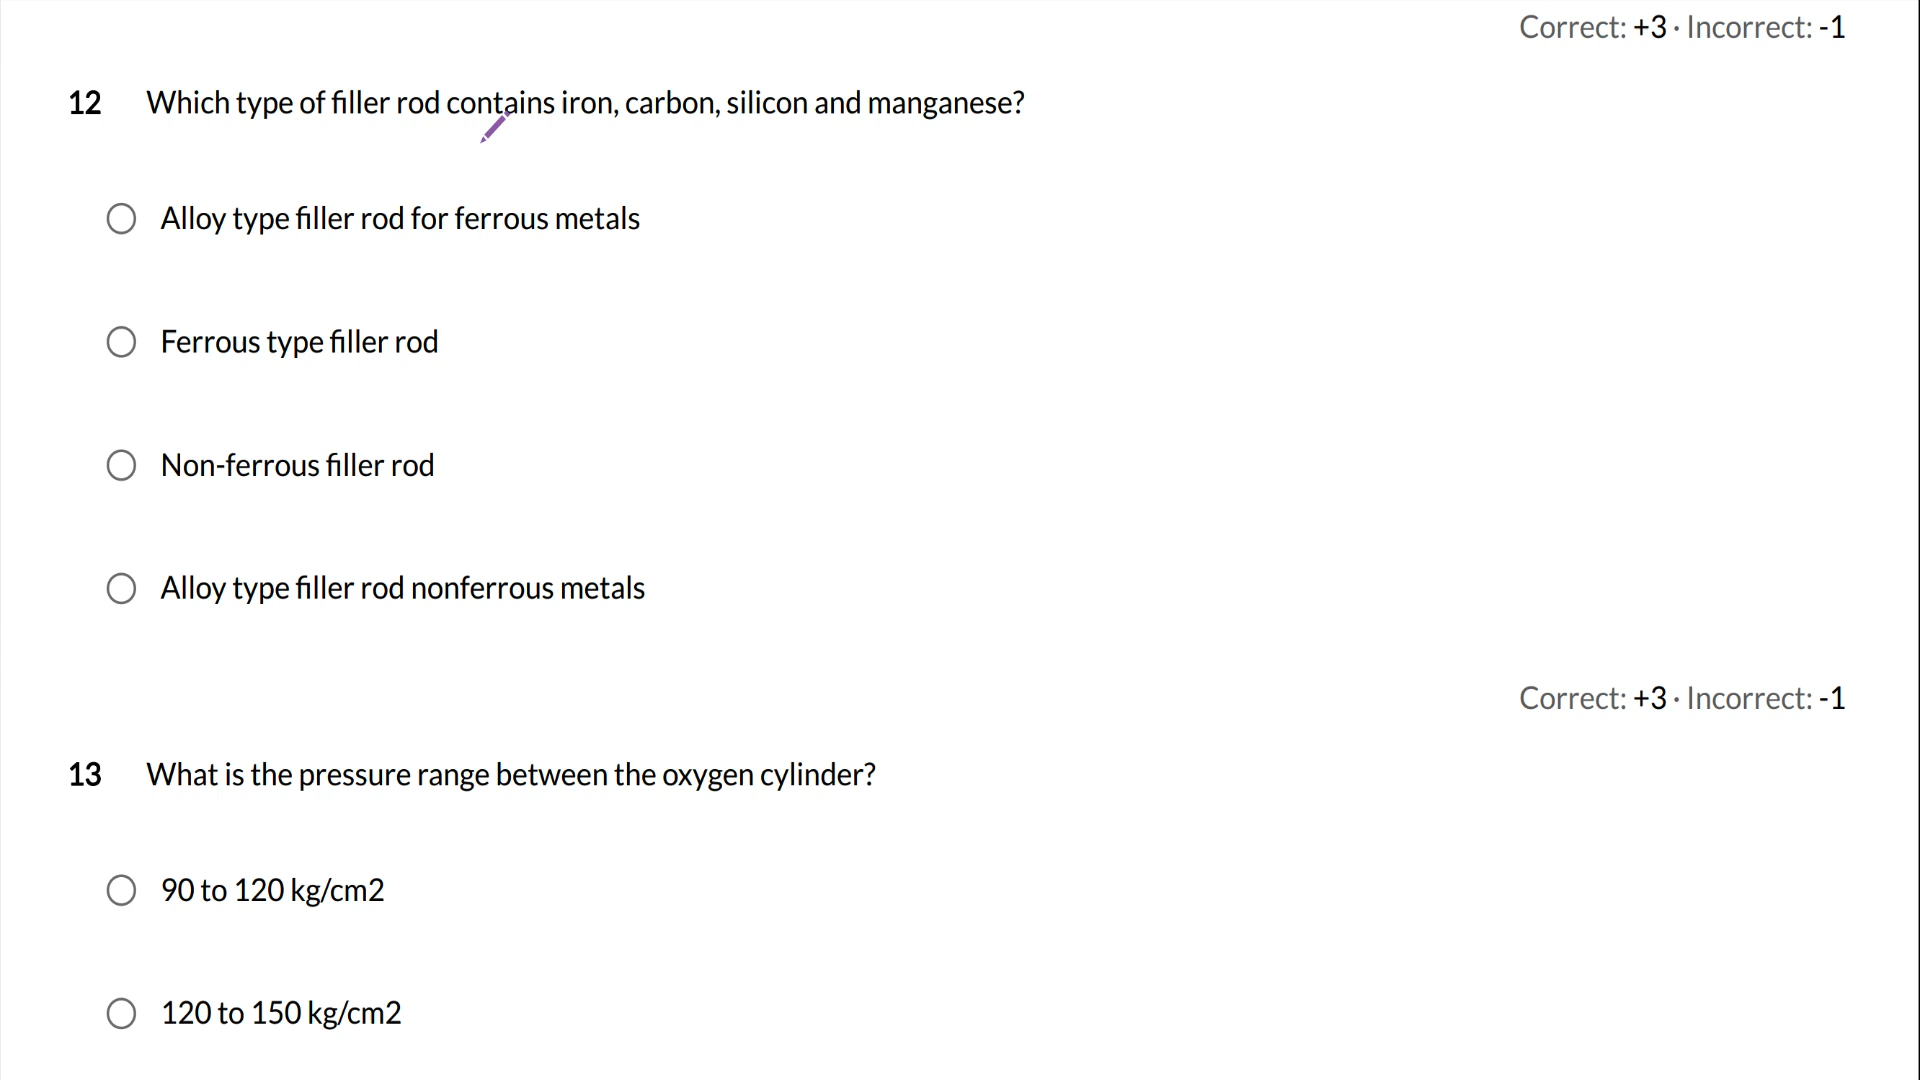 Correct: +3 · Incorrect: -1
12 Which type of filler rod contains iron, carbon, silicon and manganese?
Alloy type filler rod for ferrous metals
Ferrous type filler rod
Non-ferrous filler rod
Alloy type filler rod nonferrous metals
Correct: +3 · Incorrect: -1
13 What is the pressure range between the oxygen cylinder?
90 to 120 kg/cm2
120 to 150 kg/cm2